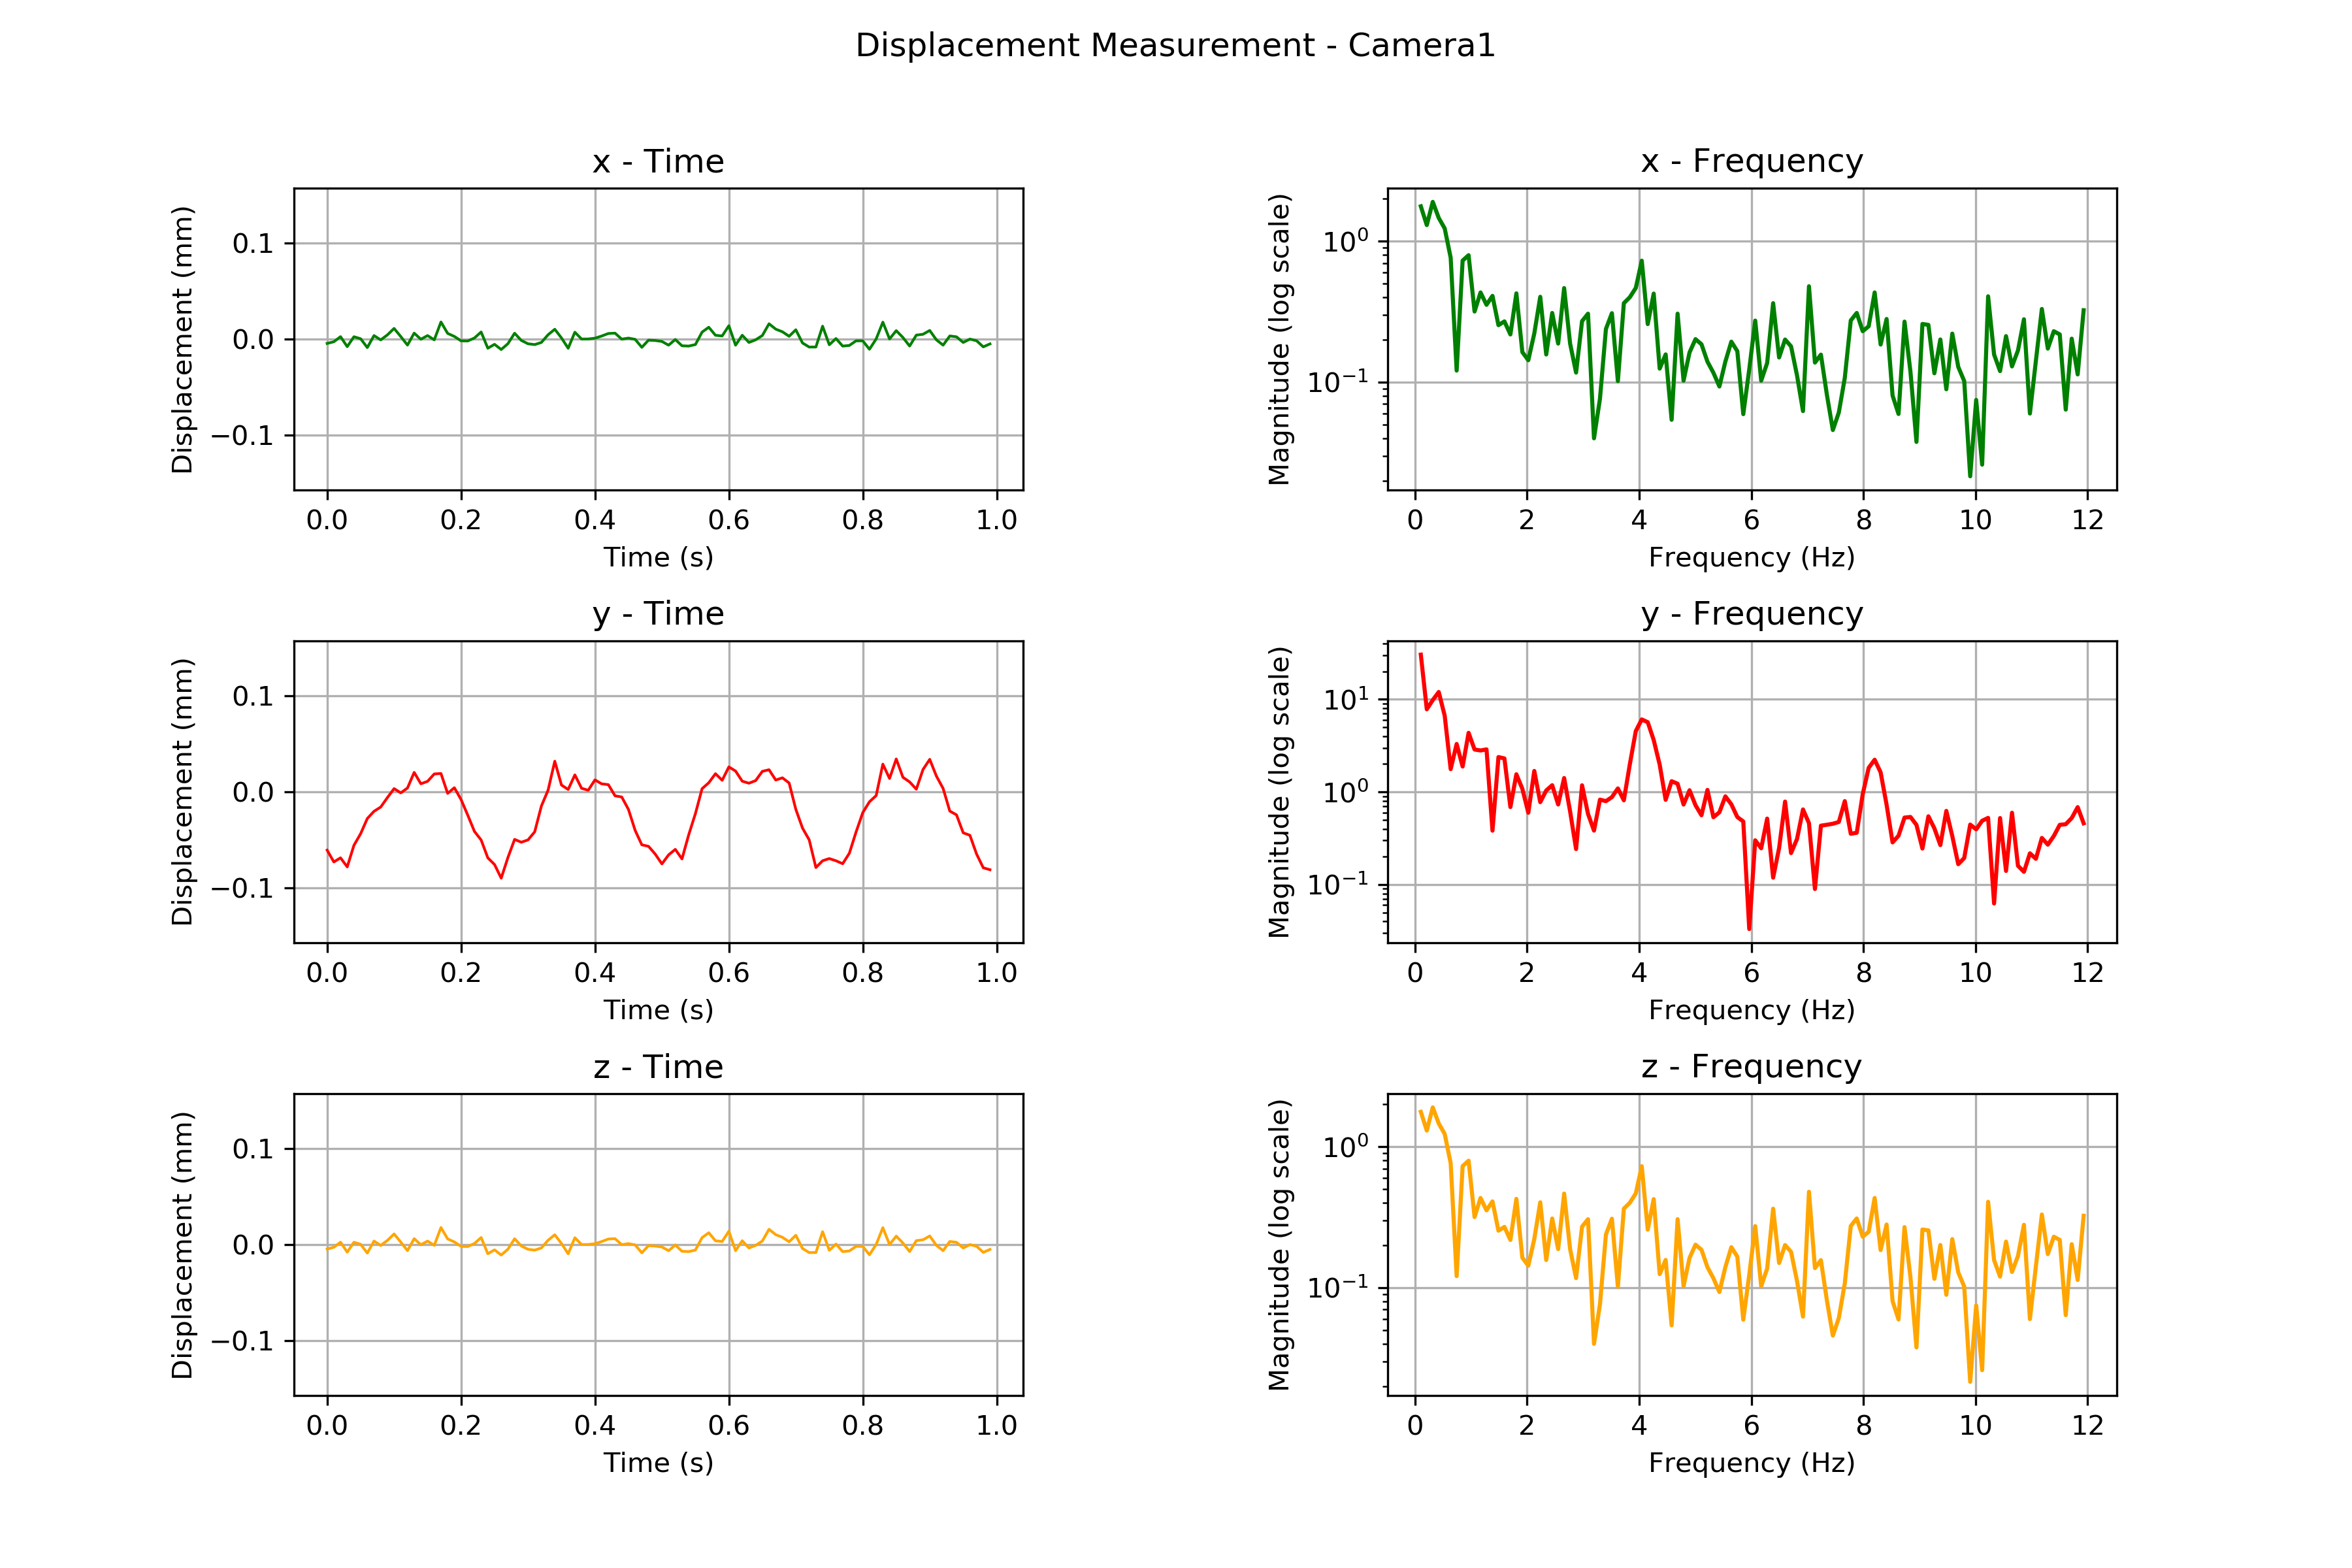 Displacement Measurement - Camera1
x - Time
Displacement (mm)
0.1
0.0
−0.1
0.0 0.2 0.4 0.6 0.8 1.0
Time (s)
x - Frequency
Magnitude (log scale)
10⁰
10⁻¹
0 2 4 6 8 10 12
Frequency (Hz)
y - Time
Displacement (mm)
0.1
0.0
−0.1
0.0 0.2 0.4 0.6 0.8 1.0
Time (s)
y - Frequency
Magnitude (log scale)
10¹
10⁰
10⁻¹
0 2 4 6 8 10 12
Frequency (Hz)
z - Time
Displacement (mm)
0.1
0.0
−0.1
0.0 0.2 0.4 0.6 0.8 1.0
Time (s)
z - Frequency
Magnitude (log scale)
10⁰
10⁻¹
0 2 4 6 8 10 12
Frequency (Hz)